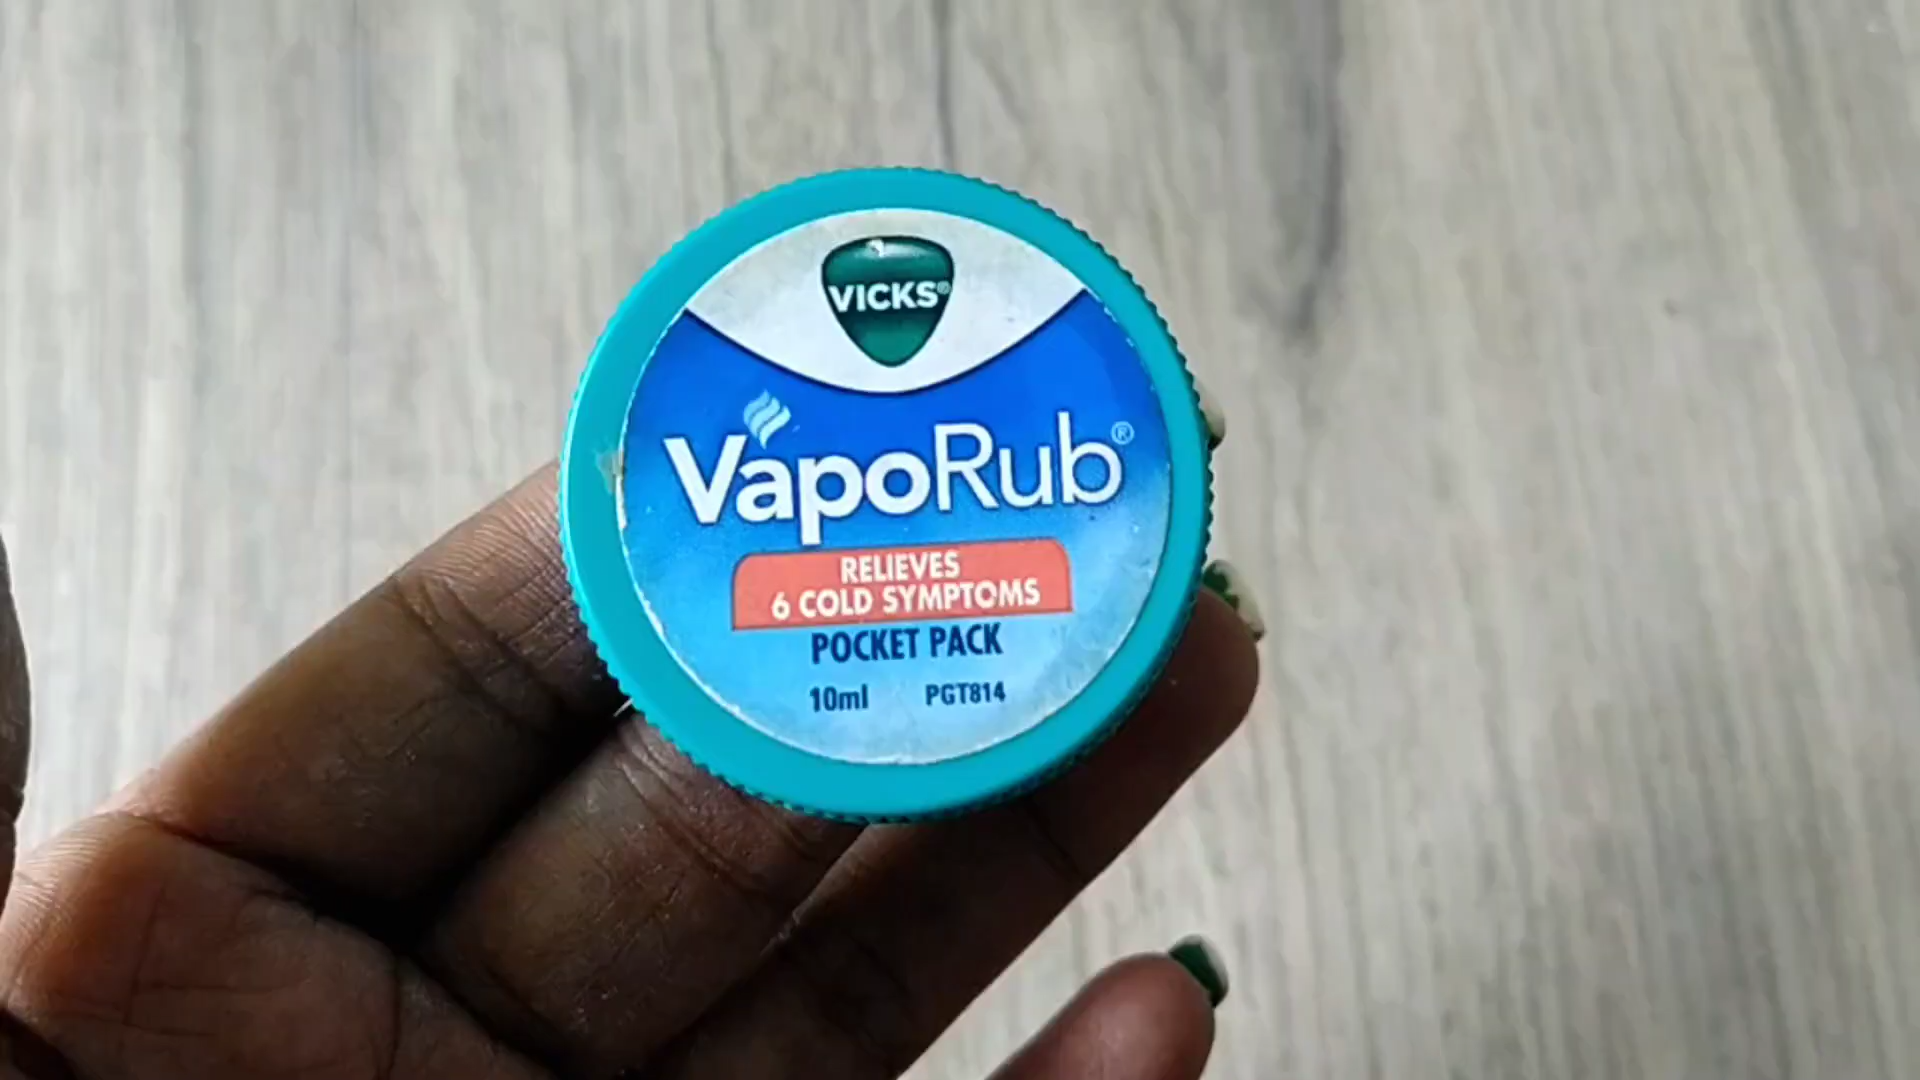 VICKS®
VapoRub®
RELIEVES
6 COLD SYMPTOMS
POCKET PACK
10ml PGT814